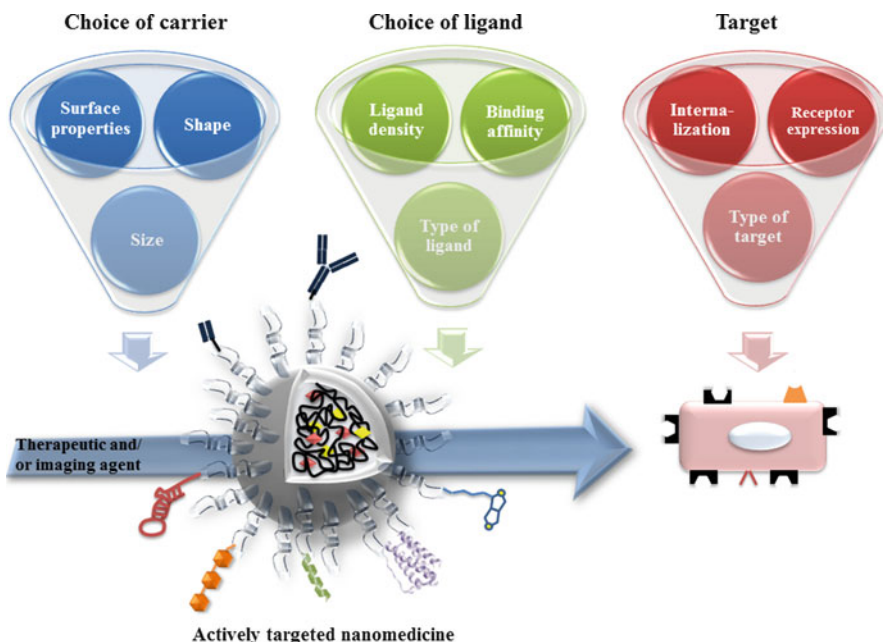 Choice of carrier
Choice of ligand
Target
Surface
properties
Shape
Size
Ligand
density
Binding
affinity
Type of
ligand
Interna-
lization
Receptor
expression
Type of
target
Therapeutic and/
or imaging agent
Actively targeted nanomedicine